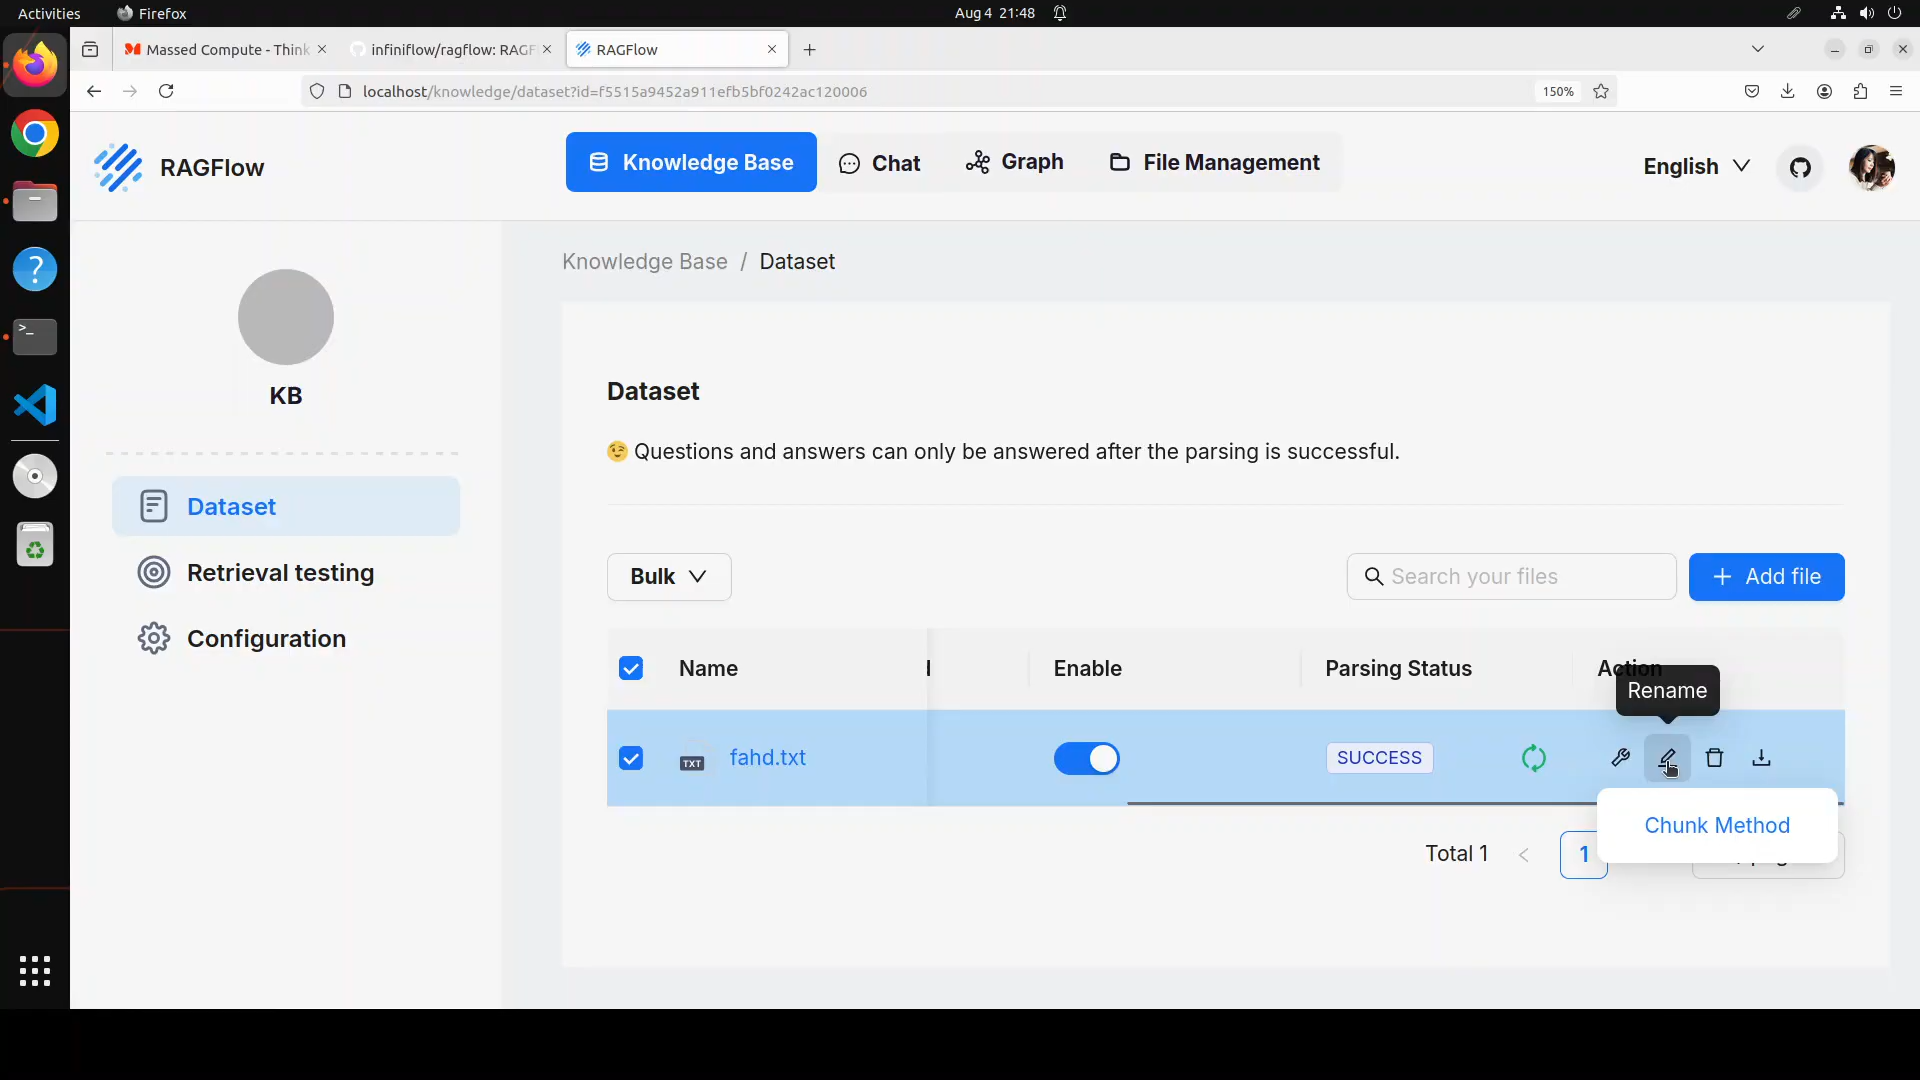 Activities
Firefox
Aug 4 21:48
Massed Compute - Think
infiniflow/ragflow: RAGF
RAGFlow
localhost/knowledge/dataset?id=f5515a9452a911efb5bf0242ac120006
150%
RAGFlow
Knowledge Base
Chat
Graph
File Management
English
KB
Dataset
Retrieval testing
Configuration
Knowledge Base / Dataset
Dataset
😉 Questions and answers can only be answered after the parsing is successful.
Bulk
Search your files
+ Add file
Name
Enable
Parsing Status
Action
Rename
TXT
fahd.txt
SUCCESS
Chunk Method
Total 1
<
1